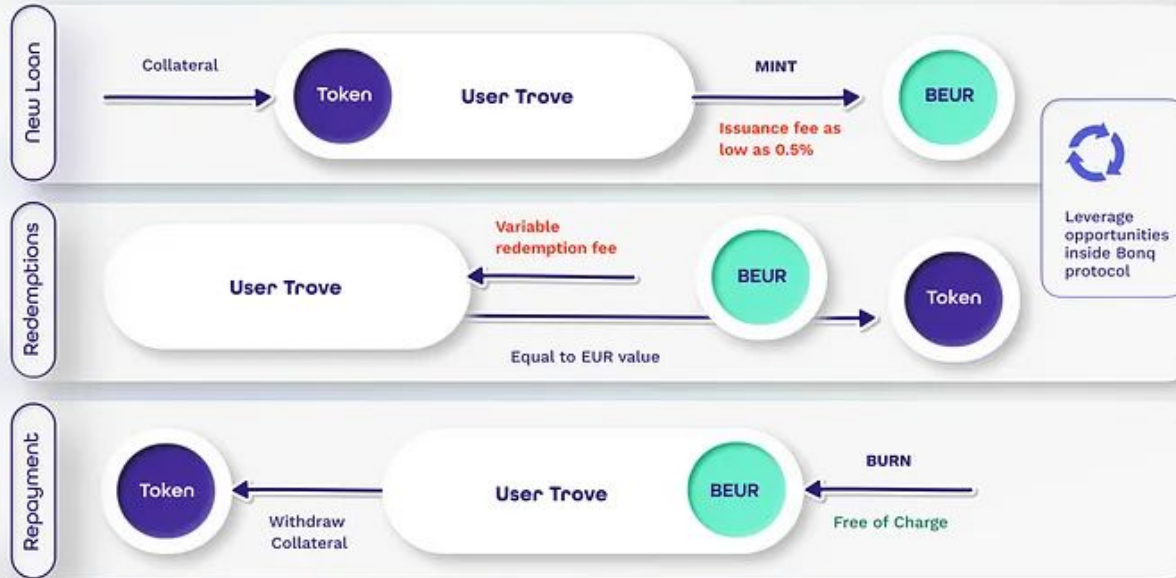 New Loan
Collateral
Token
User Trove
MINT
Issuance fee as
low as 0.5%
BEUR
Leverage
opportunities
inside Bonq
protocol
Redemptions
User Trove
Variable
redemption fee
BEUR
Token
Equal to EUR value
Repayment
Token
Withdraw
Collateral
User Trove
BEUR
BURN
Free of Charge